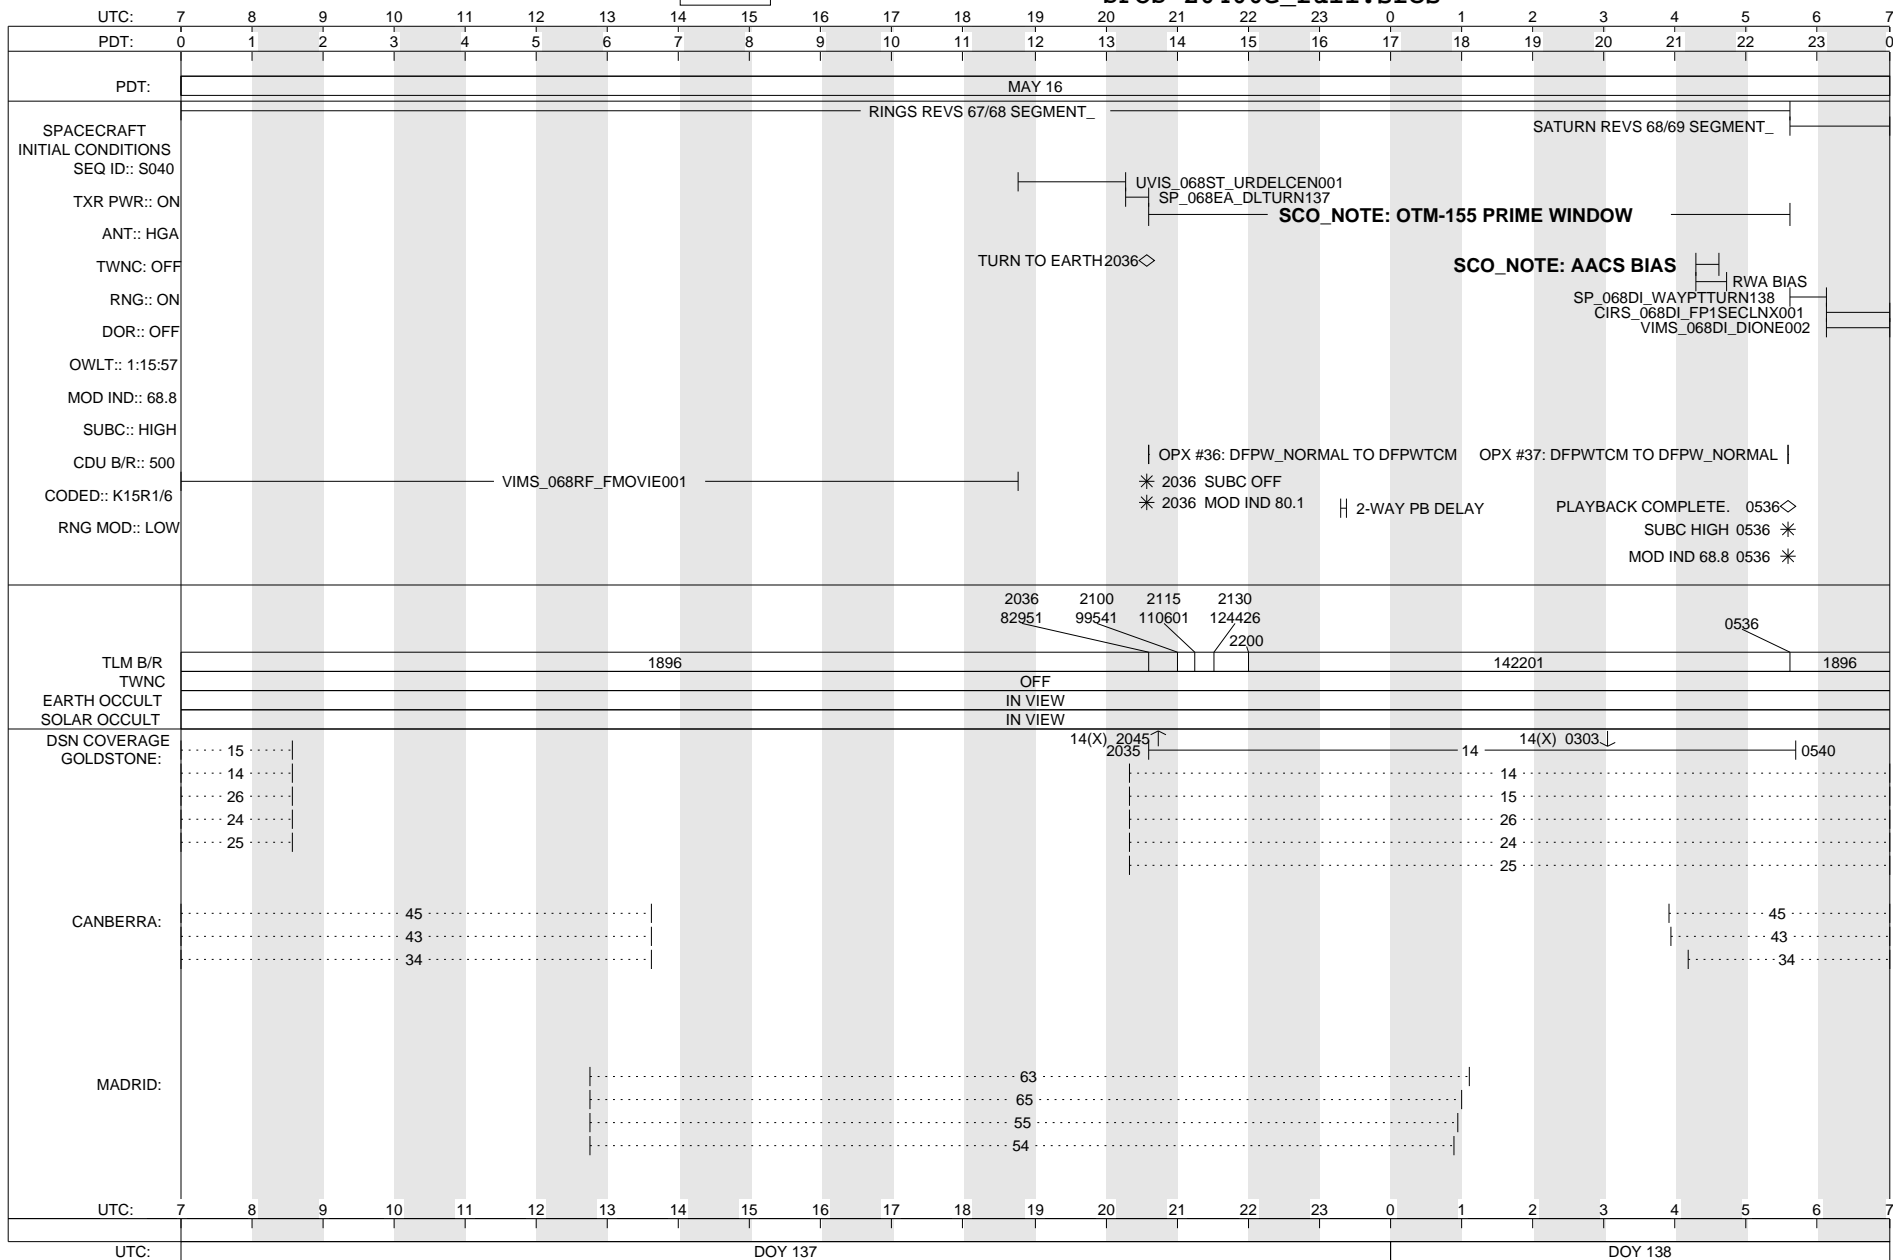 UTC: 7 8 9 10 11 12 13 14 15 16 17 18 19 20 21 22 23 0 1 2 3 4 5 6 7
PDT: 0 1 2 3 4 5 6 7 8 9 10 11 12 13 14 15 16 17 18 19 20 21 22 23 0
PDT: MAY 16
RINGS REVS 67/68 SEGMENT_
SATURN REVS 68/69 SEGMENT_
SPACECRAFT
INITIAL CONDITIONS
SEQ ID:: S040
UVIS_068ST_URDELCEN001
TXR PWR:: ON
SP_068EA_DLTURN137
SCO_NOTE: OTM-155 PRIME WINDOW
ANT:: HGA
TURN TO EARTH 2036
TWNC: OFF
SCO_NOTE: AACS BIAS
RWA BIAS
RNG:: ON
SP_068DI_WAYPTTURN138
CIRS_068DI_FP1SECLNX001
DOR:: OFF
VIMS_068DI_DIONE002
OWLT:: 1:15:57
MOD IND:: 68.8
SUBC:: HIGH
OPX #36: DFPW_NORMAL TO DFPWTCM OPX #37: DFPWTCM TO DFPW_NORMAL
CDU B/R:: 500
VIMS_068RF_FMOVIE001
2036 SUBC OFF
CODED:: K15R1/6
2036 MOD IND 80.1
2-WAY PB DELAY
PLAYBACK COMPLETE. 0536
RNG MOD:: LOW
SUBC HIGH 0536
MOD IND 68.8 0536
2036 2100 2115 2130
82951 99541 110601 124426
0536
2200
TLM B/R 1896 142201 1896
TWNC OFF
EARTH OCCULT IN VIEW
SOLAR OCCULT IN VIEW
DSN COVERAGE
14(X) 2045 14(X) 0303
GOLDSTONE:
15 2035 14 0540
14 14
26 15
24 26
25 24
25
CANBERRA:
45 45
43 43
34 34
MADRID:
63
65
55
54
UTC: 7 8 9 10 11 12 13 14 15 16 17 18 19 20 21 22 23 0 1 2 3 4 5 6 7
UTC: DOY 137 DOY 138